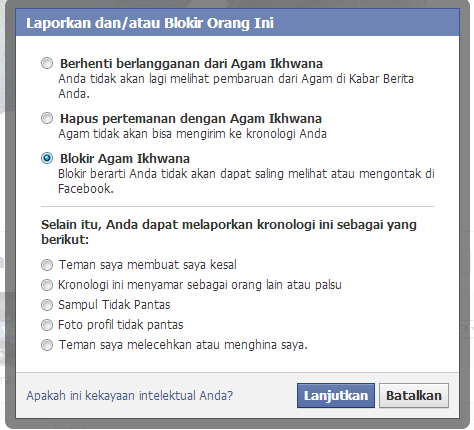 Laporkan dan/atau Blokir Orang Ini
Berhenti berlangganan dari Agam Ikhwana
Anda tidak akan lagi melihat pembaruan dari Agam di Kabar Berita
Anda.
Hapus pertemanan dengan Agam Ikhwana
Agam tidak akan bisa mengirim ke kronologi Anda
Blokir Agam Ikhwana
Blokir berarti Anda tidak akan dapat saling melihat atau mengontak di
Facebook.
Selain itu, Anda dapat melaporkan kronologi ini sebagai yang
berikut:
Teman saya membuat saya kesal
Kronologi ini menyamar sebagai orang lain atau palsu
Sampul Tidak Pantas
Foto profil tidak pantas
Teman saya melecehkan atau menghina saya.
Apakah ini kekayaan intelektual Anda?
Lanjutkan
Batalkan